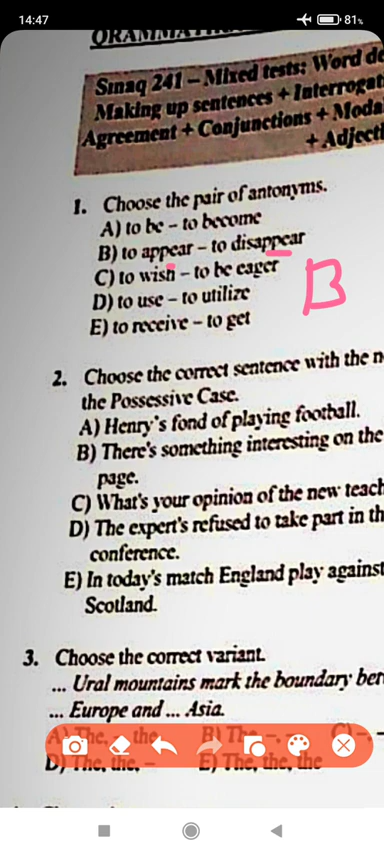 14:47
81%
GRAMMA
Sınaq 241 – Mixed tests: Word
Making up sentences + Interrogat
Agreement + Conjunctions + Moda
+ Adjecti
1. Choose the pair of antonyms.
A) to be – to become
B) to appear – to disappear
C) to wish – to be eager
B
D) to use – to utilize
E) to receive – to get
2. Choose the correct sentence with the n
the Possessive Case.
A) Henry's fond of playing football.
B) There's something interesting on the
page.
C) What's your opinion of the new teach
D) The expert's refused to take part in th
conference.
E) In today's match England play against
Scotland.
3. Choose the correct variant.
... Ural mountains mark the boundary bet
... Europe and ... Asia.
A) The, -, the
D) The, the, – E) The, the, the